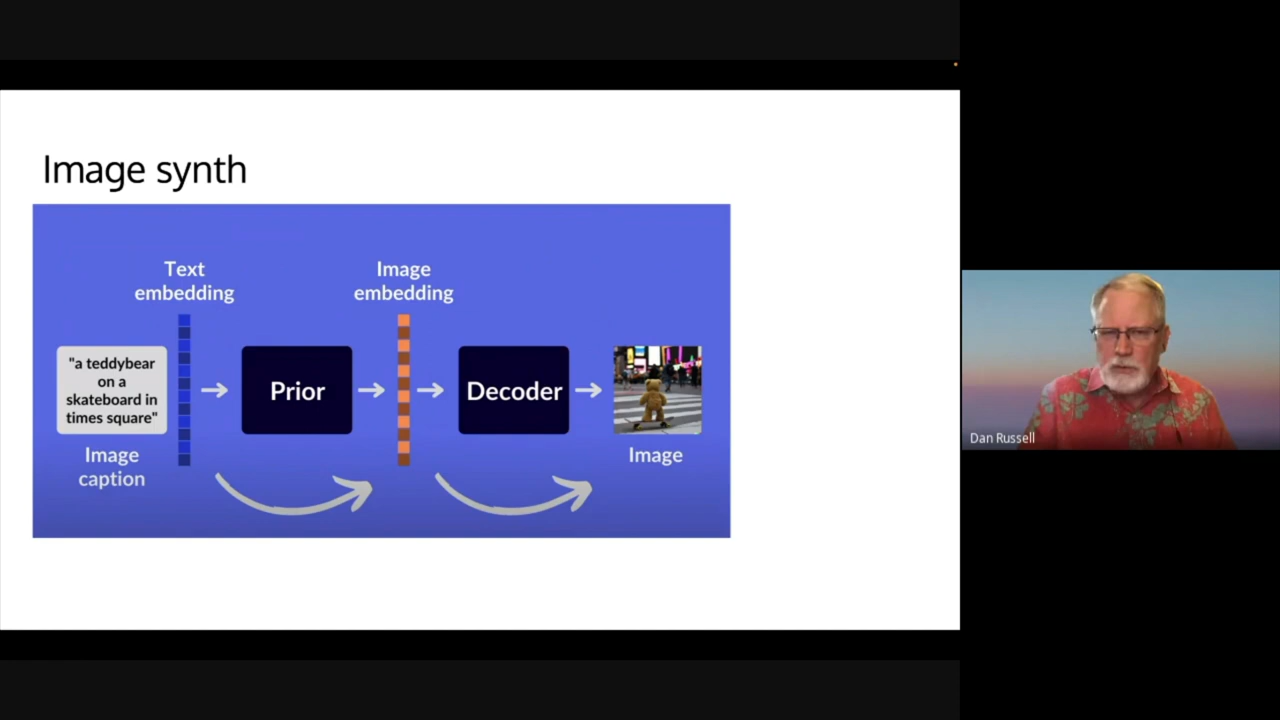 Image synth
Text
embedding
Image
embedding
"a teddybear
on a
skateboard in
times square"
Prior
Decoder
Image
caption
Image
Dan Russell